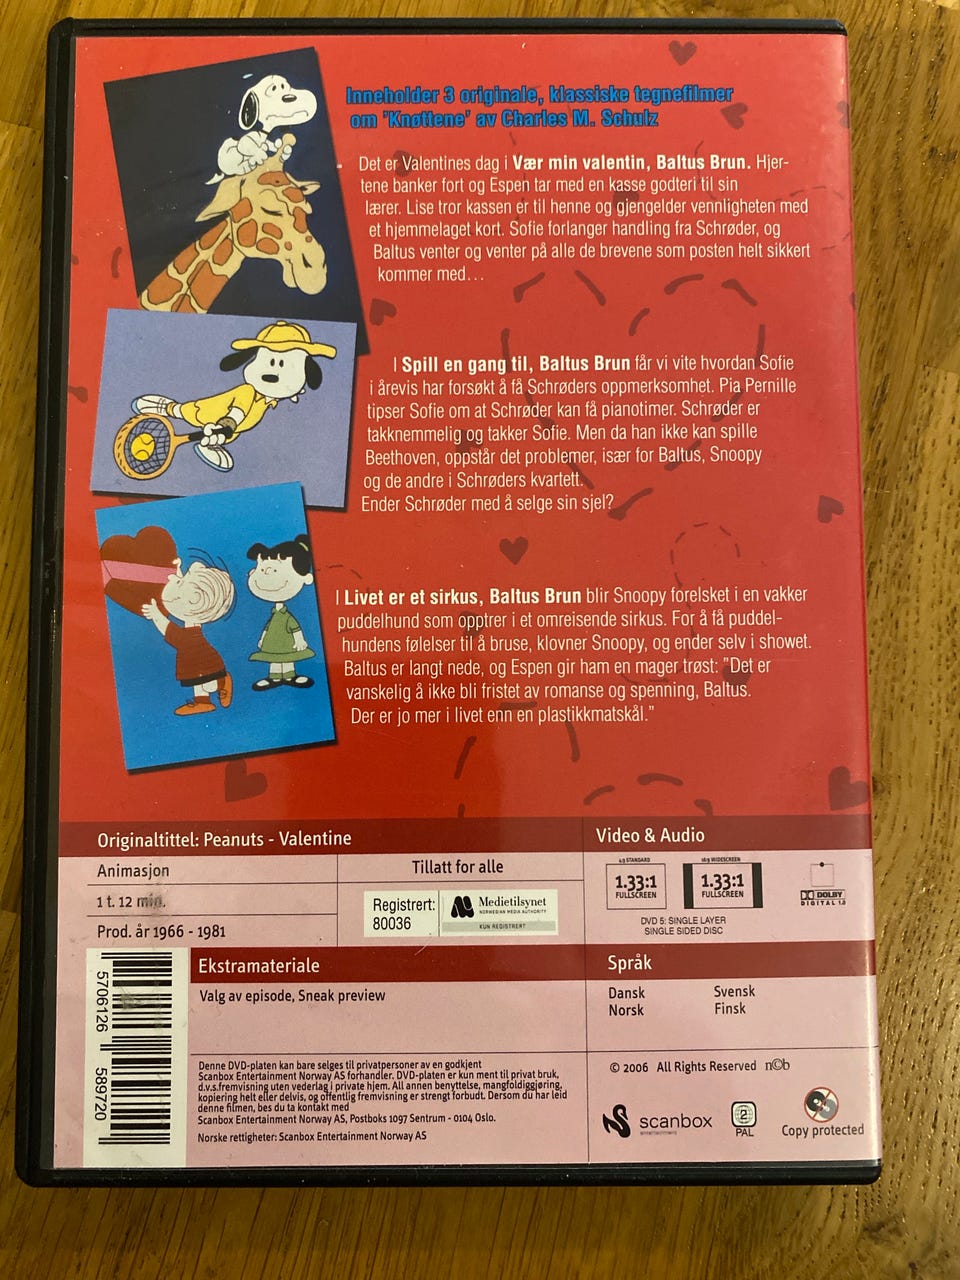 Inneholder 3 originale, klassiske tegnefilmer
om 'Knøttene' av Charles M. Schulz
Det er Valentines dag i Vær min valentin, Baltus Brun. Hjer-
tene banker fort og Espen tar med en kasse godteri til sin
lærer. Lise tror kassen er til henne og gjengelder vennligheten med
et hjemmelaget kort. Sofie forlanger handling fra Schrøder, og
Baltus venter og venter på alle de brevene som posten helt sikkert
kommer med...
I Spill en gang til, Baltus Brun får vi vite hvordan Sofie
i årevis har forsøkt å få Schrøders oppmerksomhet. Pia Pernille
tipser Sofie om at Schrøder kan få pianotimer. Schrøder er
takknemmelig og takker Sofie. Men da han ikke kan spille
Beethoven, oppstår det problemer, især for Baltus, Snoopy
og de andre i Schrøders kvartett.
Ender Schrøder med å selge sin sjel?
I Livet er et sirkus, Baltus Brun blir Snoopy forelsket i en vakker
puddelhund som opptrer i et omreisende sirkus. For å få puddel-
hundens følelser til å bruse, klovner Snoopy, og ender selv i showet.
Baltus er langt nede, og Espen gir ham en mager trøst: "Det er
vanskelig å ikke bli fristet av romanse og spenning, Baltus.
Der er jo mer i livet enn en plastikkmatskål."
Originaltittel: Peanuts - Valentine
Animasjon
1 t. 12 min.
Prod. år 1966 - 1981
Tillatt for alle
Registrert:
80036
Medietilsynet
NORWEGIAN MEDIA AUTHORITY
KUN REGISTRERT
Video & Audio
4:3 STANDARD
1.33:1
FULLSCREEN
16:9 WIDESCREEN
1.33:1
FULLSCREEN
DOLBY
DIGITAL 1.0
DVD 5: SINGLE LAYER
SINGLE SIDED DISC
5706126 589720
Ekstramateriale
Valg av episode, Sneak preview
Språk
Dansk Svensk
Norsk Finsk
Denne DVD-platen kan bare selges til privatpersoner av en godkjent
Scanbox Entertainment Norway AS forhandler. DVD-platen er kun ment til privat bruk,
d.v.s.fremvisning uten vederlag i private hjem. All annen benyttelse, mangfoldiggjøring,
kopiering helt eller delvis, og offentlig fremvisning er strengt forbudt. Dersom du har leid
denne filmen, bes du ta kontakt med
Scanbox Entertainment Norway AS, Postboks 1097 Sentrum - 0104 Oslo.
Norske rettigheter: Scanbox Entertainment Norway AS
© 2006 All Rights Reserved n©b
scanbox
entertainment
2
PAL
Copy protected